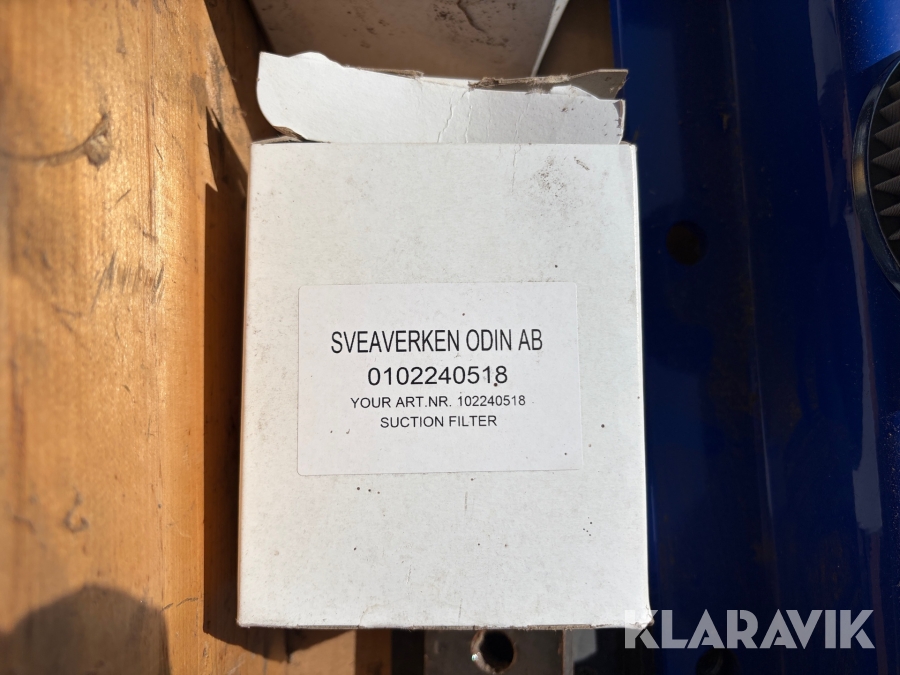 SVEAVERKEN ODIN AB
0102240518
YOUR ART.NR. 102240518
SUCTION FILTER
KLARAVIK